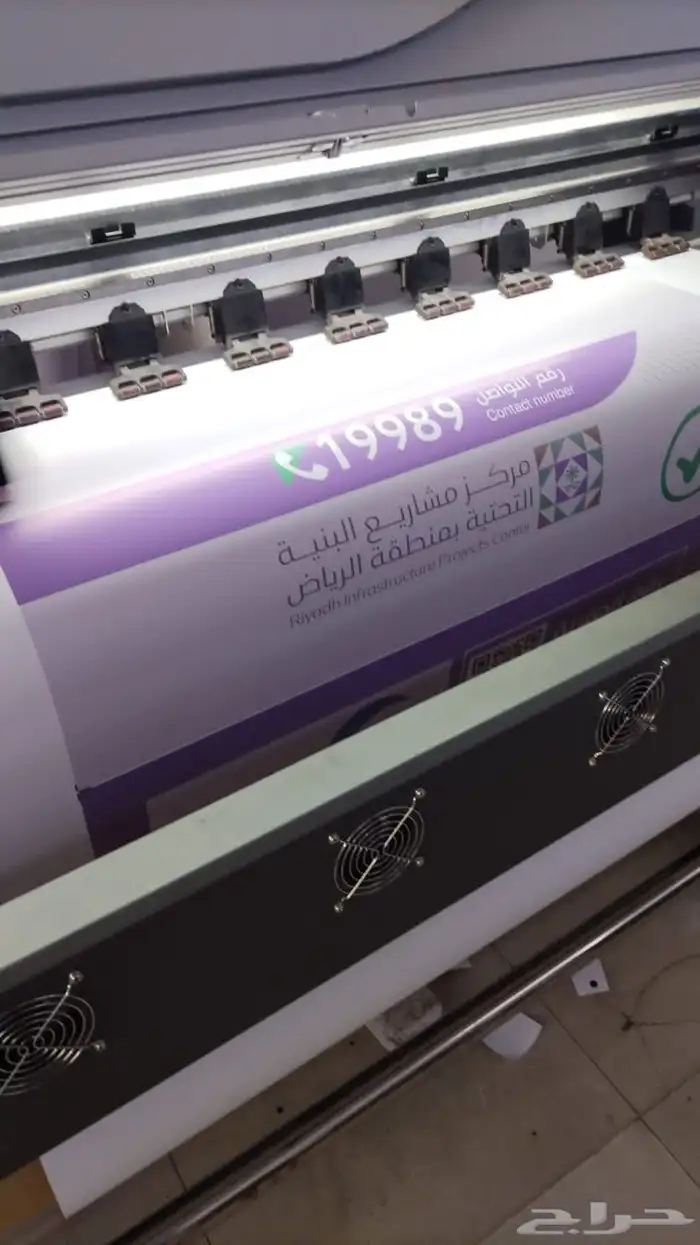 رقم التواصل
Contact number
19989
مركز مشاريع البنية
التحتية بمنطقة الرياض
Riyadh Infrastructure Projects Center
حراج